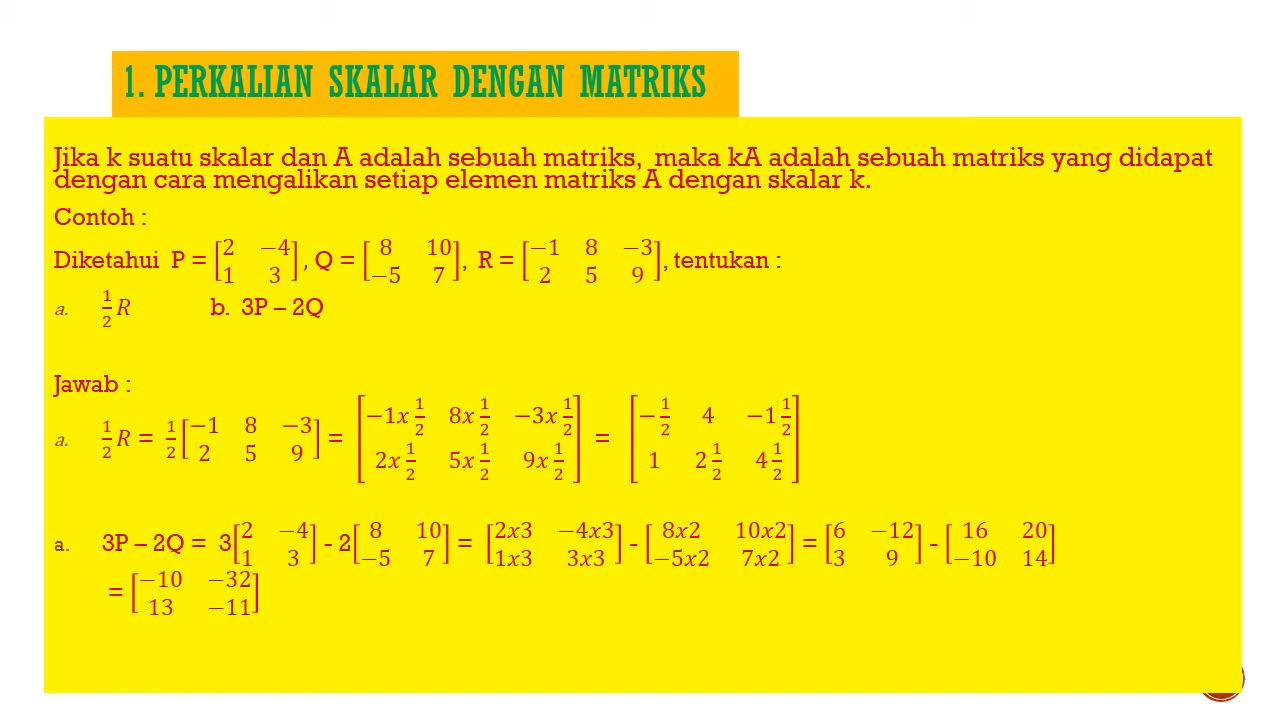 1. PERKALIAN SKALAR DENGAN MATRIKS
Jika k suatu skalar dan A adalah sebuah matriks, maka kA adalah sebuah matriks yang didapat
dengan cara mengalikan setiap elemen matriks A dengan skalar k.
Contoh :
Diketahui P = [2 −4; 1 3] , Q = [8 10; −5 7], R = [−1 8 −3; 2 5 9], tentukan :
a. 1/2 R b. 3P – 2Q
Jawab :
a. 1/2 R = 1/2 [−1 8 −3; 2 5 9] = [−1x 1/2 8x 1/2 −3x 1/2; 2x 1/2 5x 1/2 9x 1/2] = [− 1/2 4 −1 1/2; 1 2 1/2 4 1/2]
a. 3P – 2Q = 3 [2 −4; 1 3] - 2 [8 10; −5 7] = [2x3 −4x3; 1x3 3x3] - [8x2 10x2; −5x2 7x2] = [6 −12; 3 9] - [16 20; −10 14]
= [−10 −32; 13 −11]